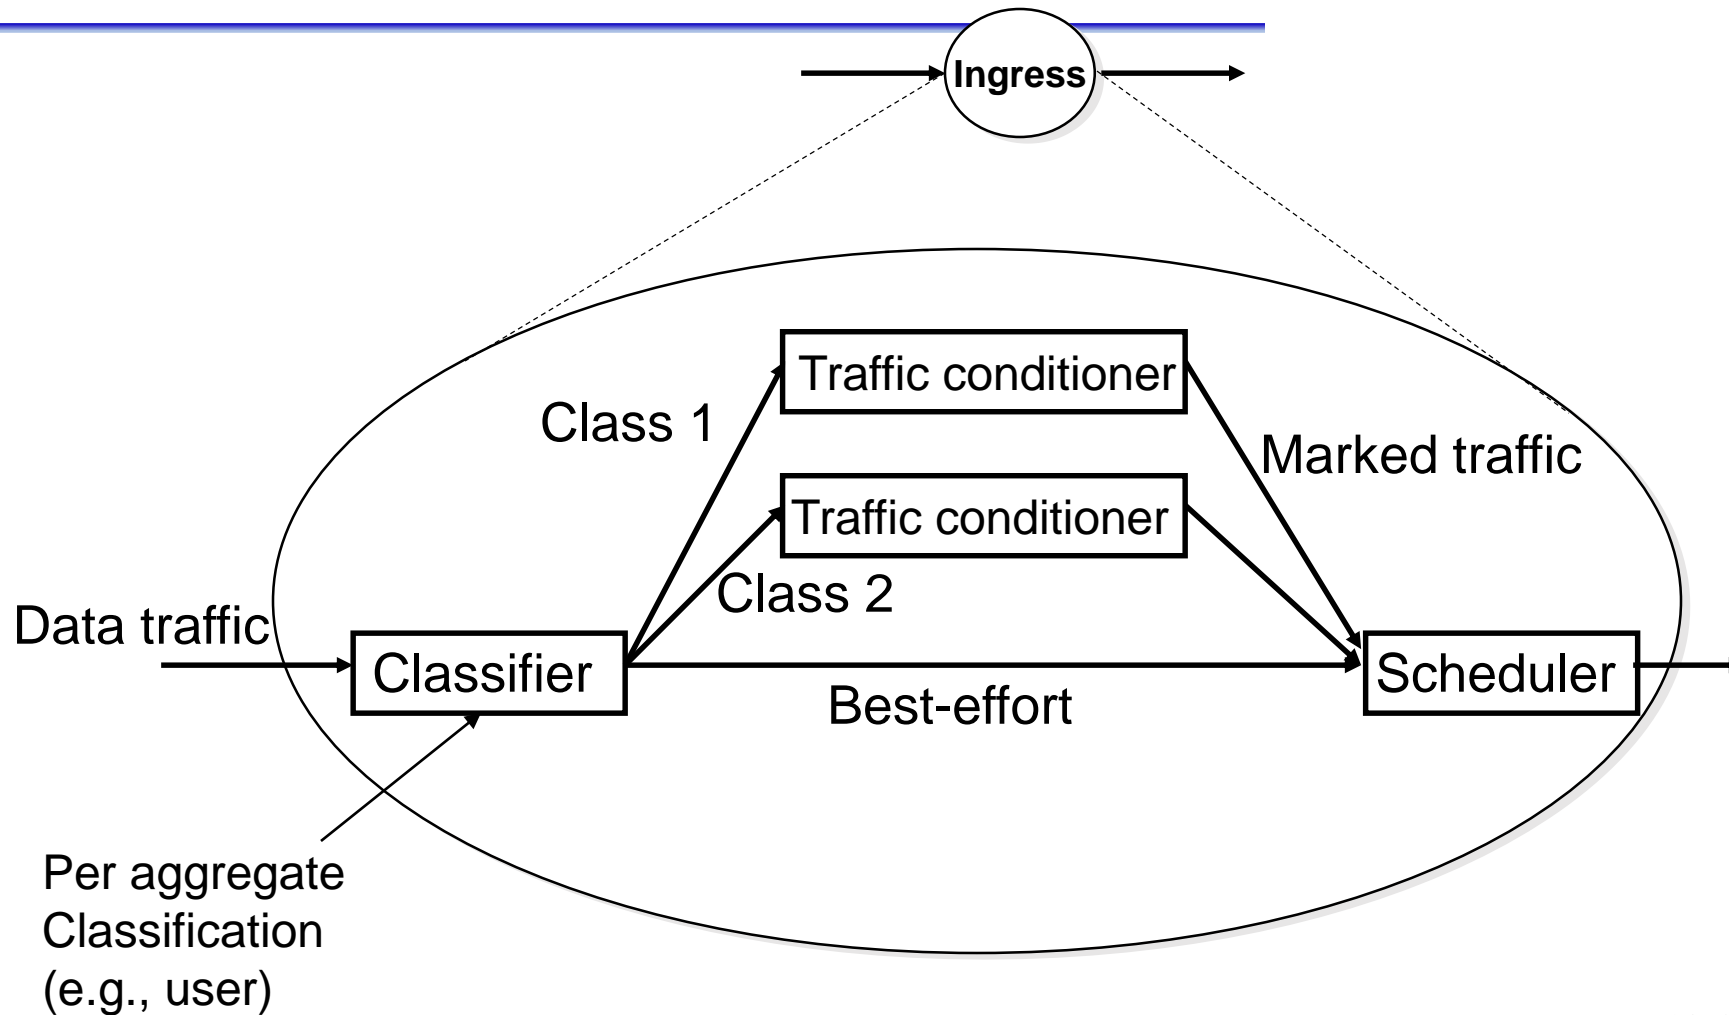 Ingress
Traffic conditioner
Class 1
Marked traffic
Traffic conditioner
Class 2
Data traffic
Classifier
Scheduler
Best-effort
Per aggregate
Classification
(e.g., user)